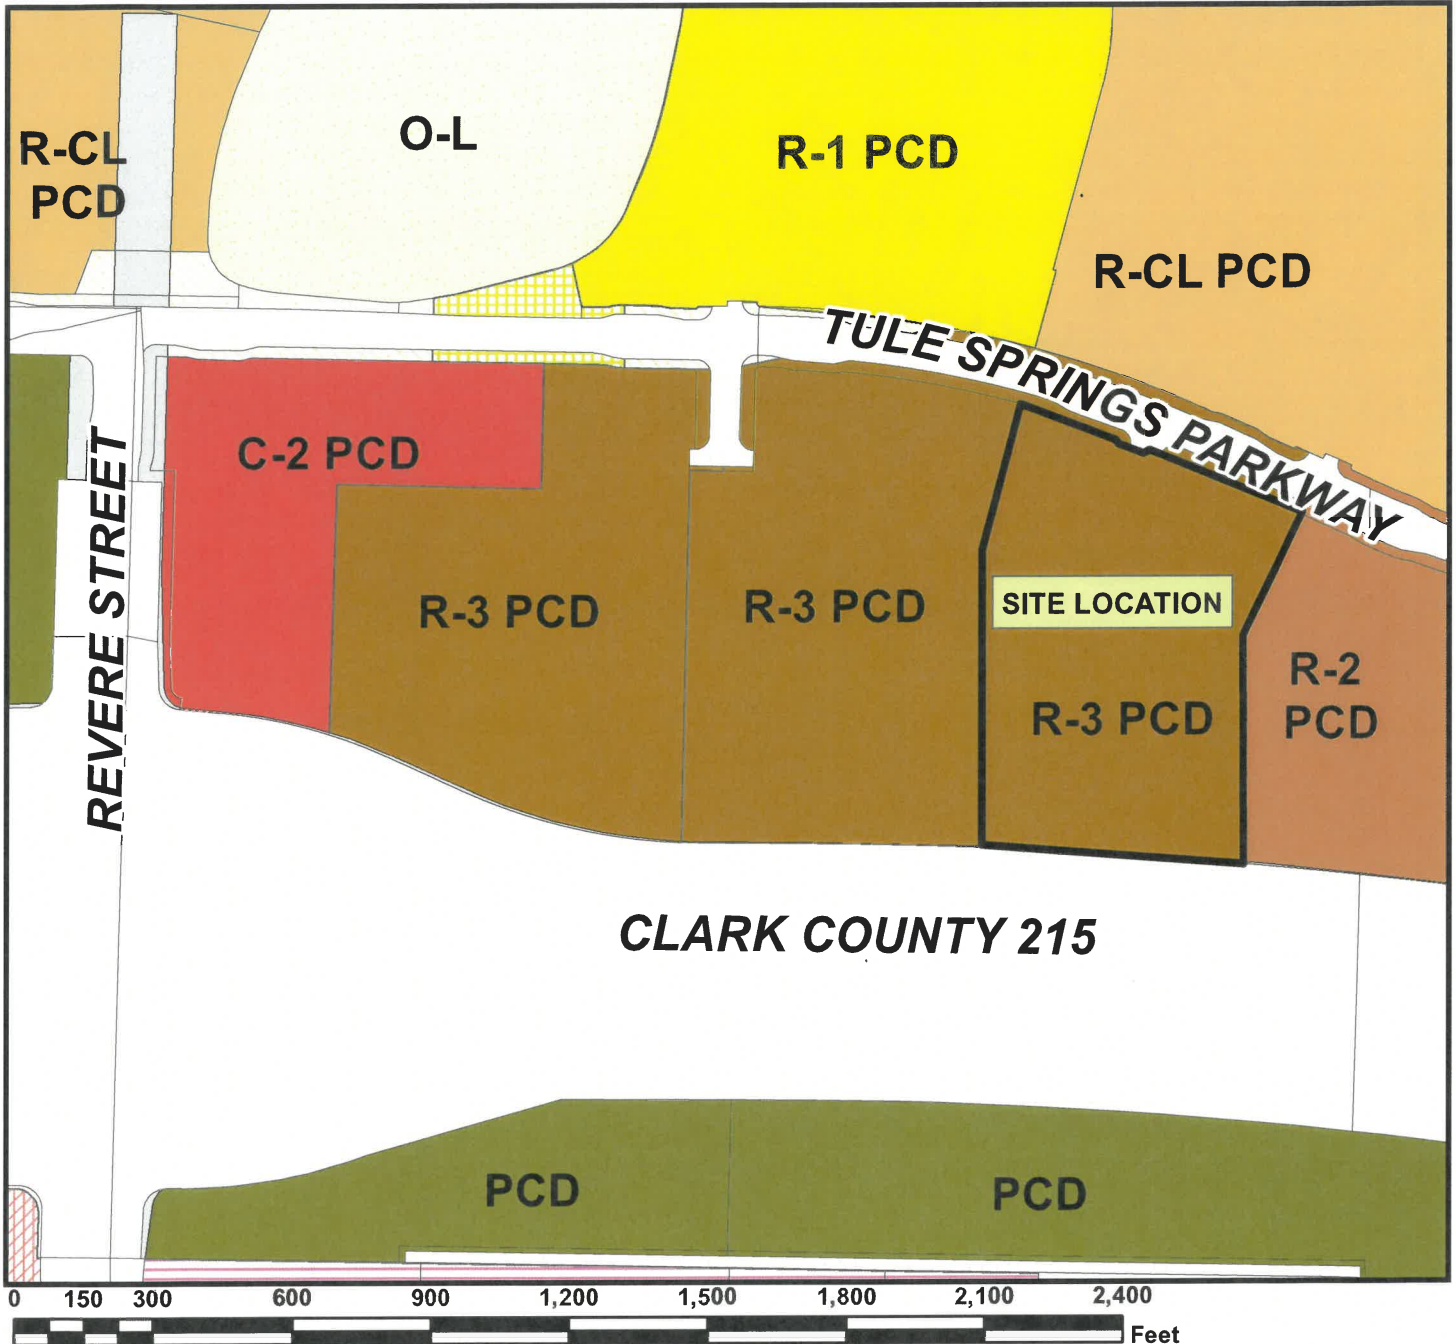 R-CL
PCD
O-L
R-1 PCD
R-CL PCD
TULE SPRINGS PARKWAY
C-2 PCD
REVERE STREET
R-3 PCD
R-3 PCD
SITE LOCATION
R-3 PCD
R-2
PCD
CLARK COUNTY 215
PCD
PCD
0 150 300 600 900 1,200 1,500 1,800 2,100 2,400
Feet